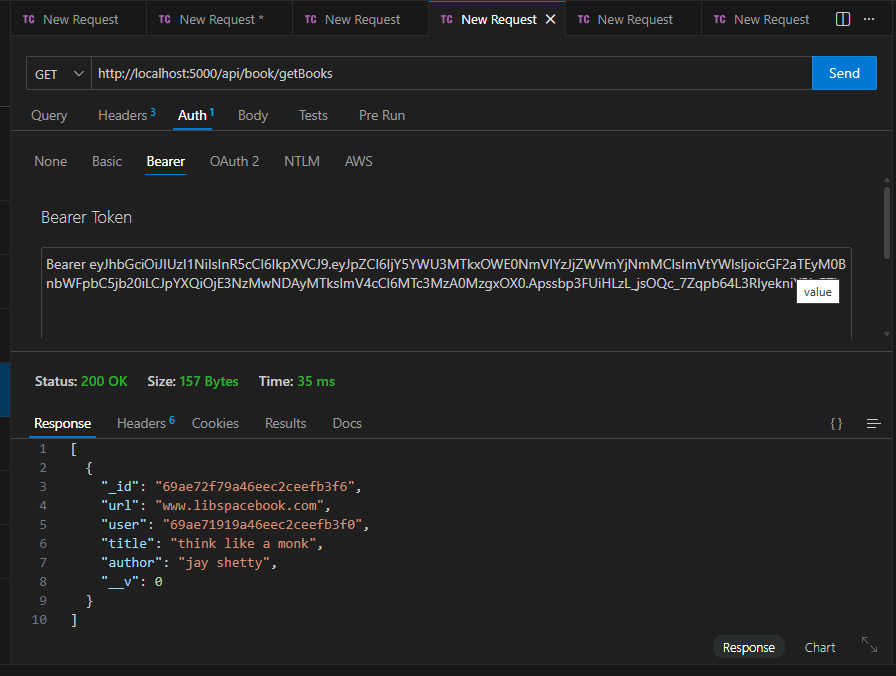 TC New Request TC New Request * TC New Request TC New Request TC New Request TC New Request
GET http://localhost:5000/api/book/getBooks Send
Query Headers 3 Auth 1 Body Tests Pre Run
None Basic Bearer OAuth 2 NTLM AWS
Bearer Token
Bearer
value
Status: 200 OK Size: 157 Bytes Time: 35 ms
Response Headers 6 Cookies Results Docs { }
1 [
2 {
3 "_id": "69ae72f79a46eec2ceefb3f6",
4 "url": "www.libspacebook.com",
5 "user": "69ae71919a46eec2ceefb3f0",
6 "title": "think like a monk",
7 "author": "jay shetty",
8 "__v": 0
9 }
10 ]
Response Chart